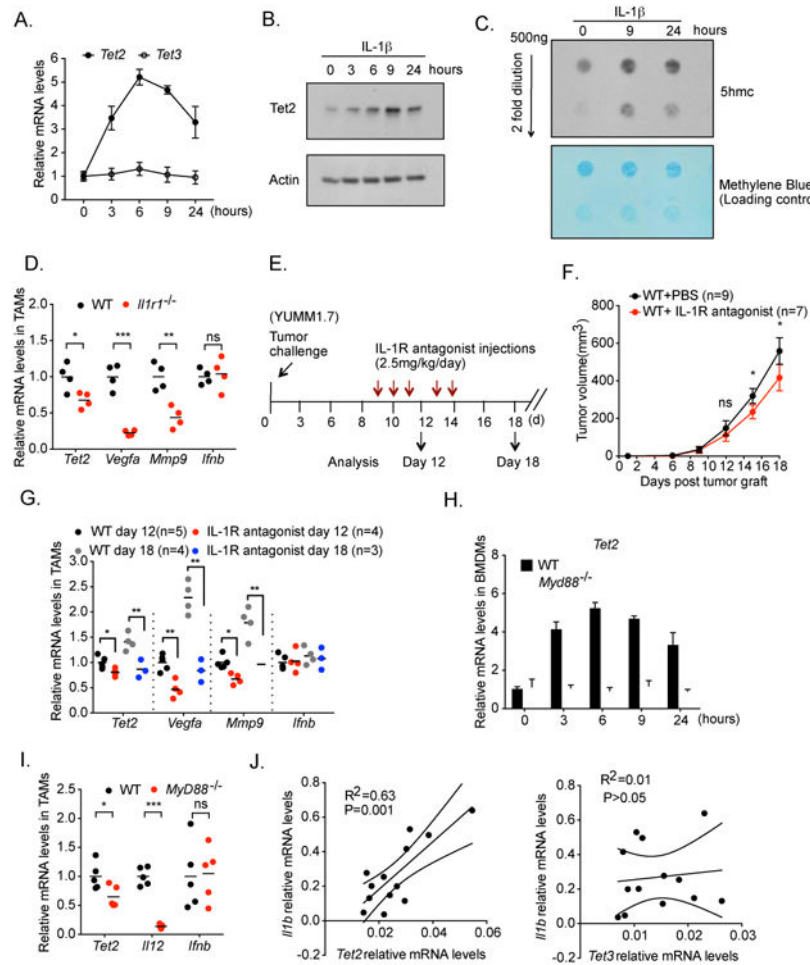 A.
Tet2 Tet3
Relative mRNA levels
6
4
2
0
0 3 6 9 24 (hours)
B.
IL-1β
0 3 6 9 24 hours
Tet2
Actin
C.
IL-1β
500ng 0 9 24 hours
2 fold dilution
5hmc
Methylene Blue
(Loading contro
D.
WT Il1r1-/-
Relative mRNA levels in TAMs
2.0
1.5
1.0
0.5
0.0
* *** ** ns
Tet2 Vegfa Mmp9 Ifnb
E.
(YUMM1.7)
Tumor
challenge
IL-1R antagonist injections
(2.5mg/kg/day)
0 3 6 8 10 12 14 16 18 (d)
Analysis Day 12 Day 18
F.
WT+PBS (n=9)
WT+ IL-1R antagonist (n=7)
Tumor volume(mm3)
800
600
400
200
0
ns * *
0 3 6 9 12 15 18
Days post tumor graft
G.
WT day 12(n=5) IL-1R antagonist day 12 (n=4)
WT day 18 (n=4) IL-1R antagonist day 18 (n=3)
Relative mRNA levels in TAMs
3.0
2.5
2.0
1.5
1.0
0.5
0.0
* ** ** ** * **
Tet2 Vegfa Mmp9 Ifnb
H.
Tet2
WT
Myd88-/-
Relative mRNA levels in BMDMs
8
6
4
2
0
0 3 6 9 24 (hours)
I.
WT MyD88-/-
Relative mRNA levels in TAMs
2.5
2.0
1.5
1.0
0.5
0.0
* *** ns
Tet2 Il12 Ifnb
J.
R2=0.63
P=0.001
Il1b relative mRNA levels
0.8
0.6
0.4
0.2
0.0
-0.2
0.02 0.04 0.06
Tet2 relative mRNA levels
R2=0.01
P>0.05
Il1b relative mRNA levels
0.8
0.6
0.4
0.2
0.0
-0.2
0.01 0.02 0.03
Tet3 relative mRNA levels